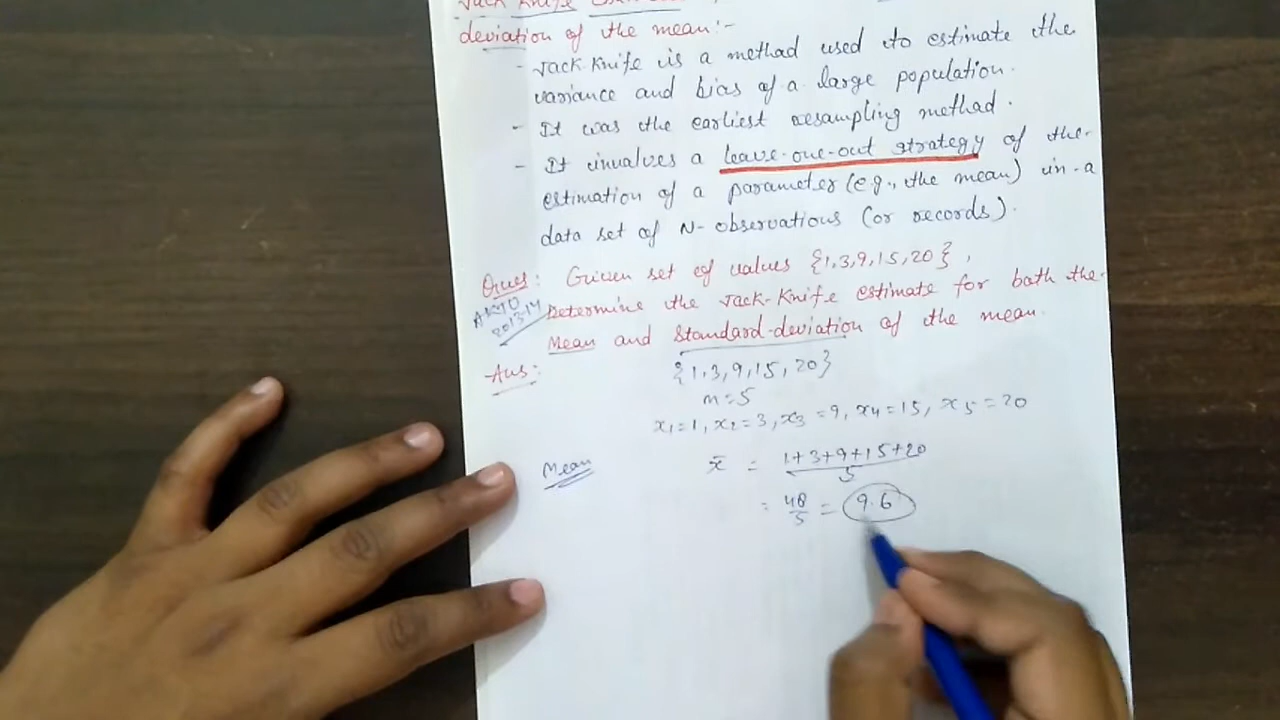 Jack Knife
deviation of the mean:-
- Jack Knife is a method used to estimate the
variance and bias of a large population.
- It was the earliest resampling method.
- It involves a leave-one-out strategy of the
estimation of a parameter (e.g., the mean) in a
data set of N-observations (or records).
Ques: Given set of values {1,3,9,15,20},
AKTU 2013-14
Determine the Jack-Knife estimate for both the
Mean and Standard-deviation of the mean.
Ans: {1,3,9,15,20}
n=5
x₁=1, x₂=3, x₃=9, x₄=15, x₅=20
Mean x̄ = 1+3+9+15+20
5
= 48/5 = 9.6